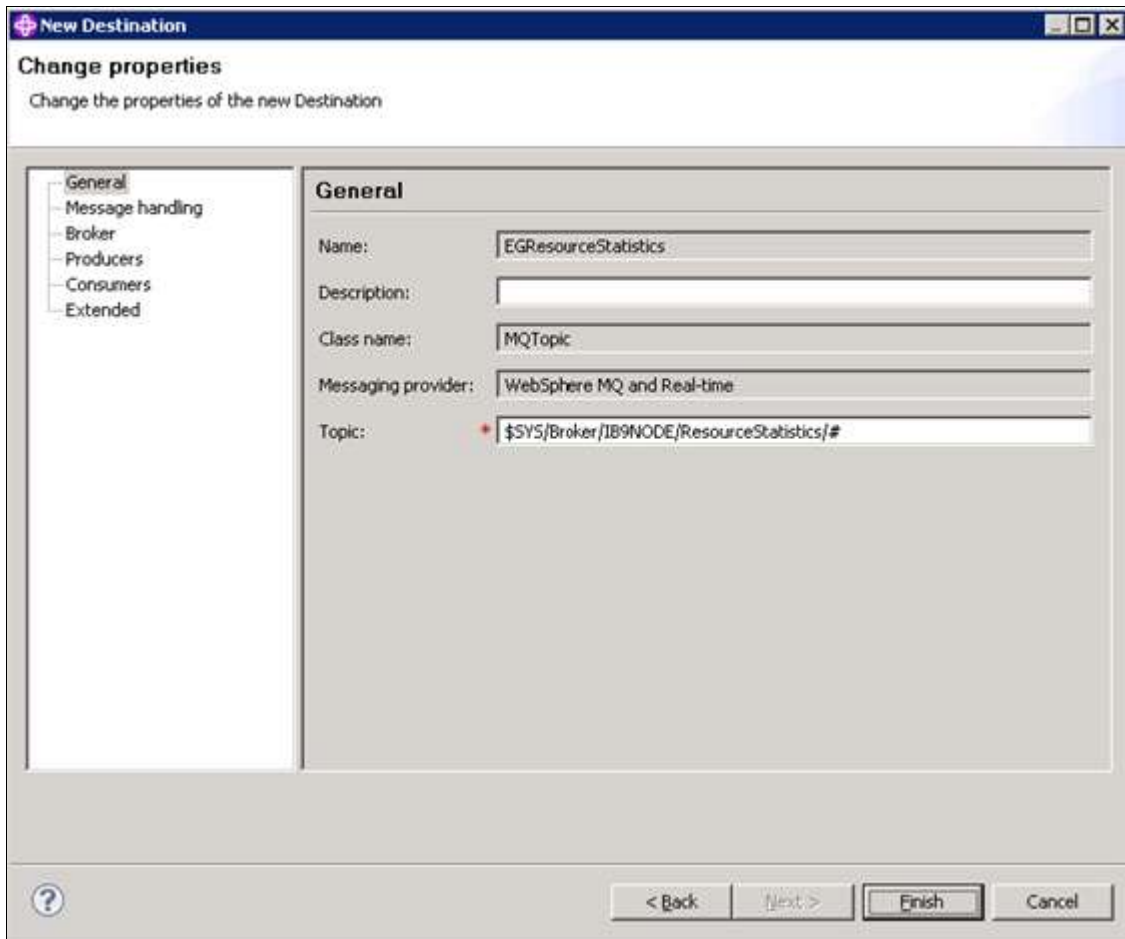 New Destination
Change properties
Change the properties of the new Destination
General
Message handling
Broker
Producers
Consumers
Extended
General
Name: EGResourceStatistics
Description:
Class name: MQTopic
Messaging provider: WebSphere MQ and Real-time
Topic: * $SYS/Broker/IB9NODE/ResourceStatistics/#
? < Back Next > Finish Cancel